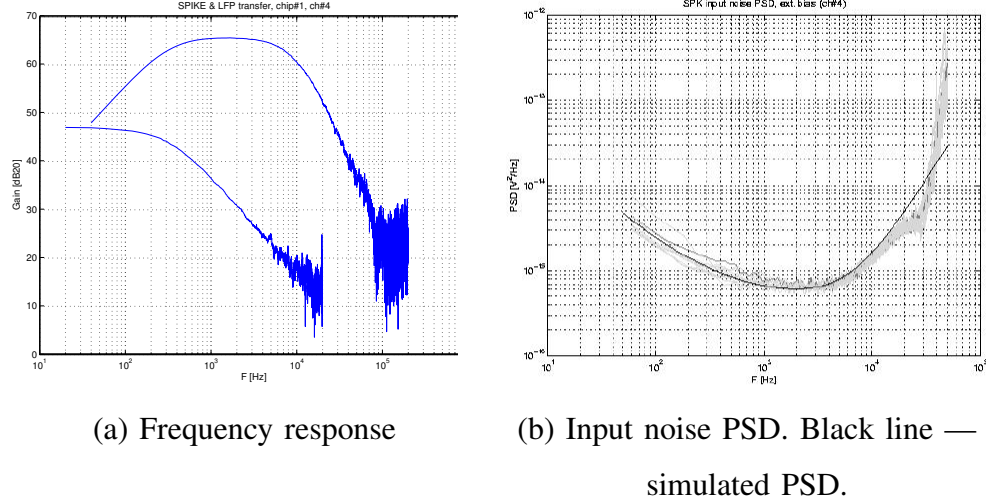 SPIKE & LFP transfer, chip#1, ch#4
70
60
50
40
30
20
10
0
Gain [dB20]
10^1 10^2 10^3 10^4 10^5
F [Hz]
(a) Frequency response
SPK input noise PSD, ext. bias (ch#4)
10^-12
10^-13
10^-14
10^-15
10^-16
PSD [V^2/Hz]
10^1 10^2 10^3 10^4 10^5
F [Hz]
(b) Input noise PSD. Black line —
simulated PSD.